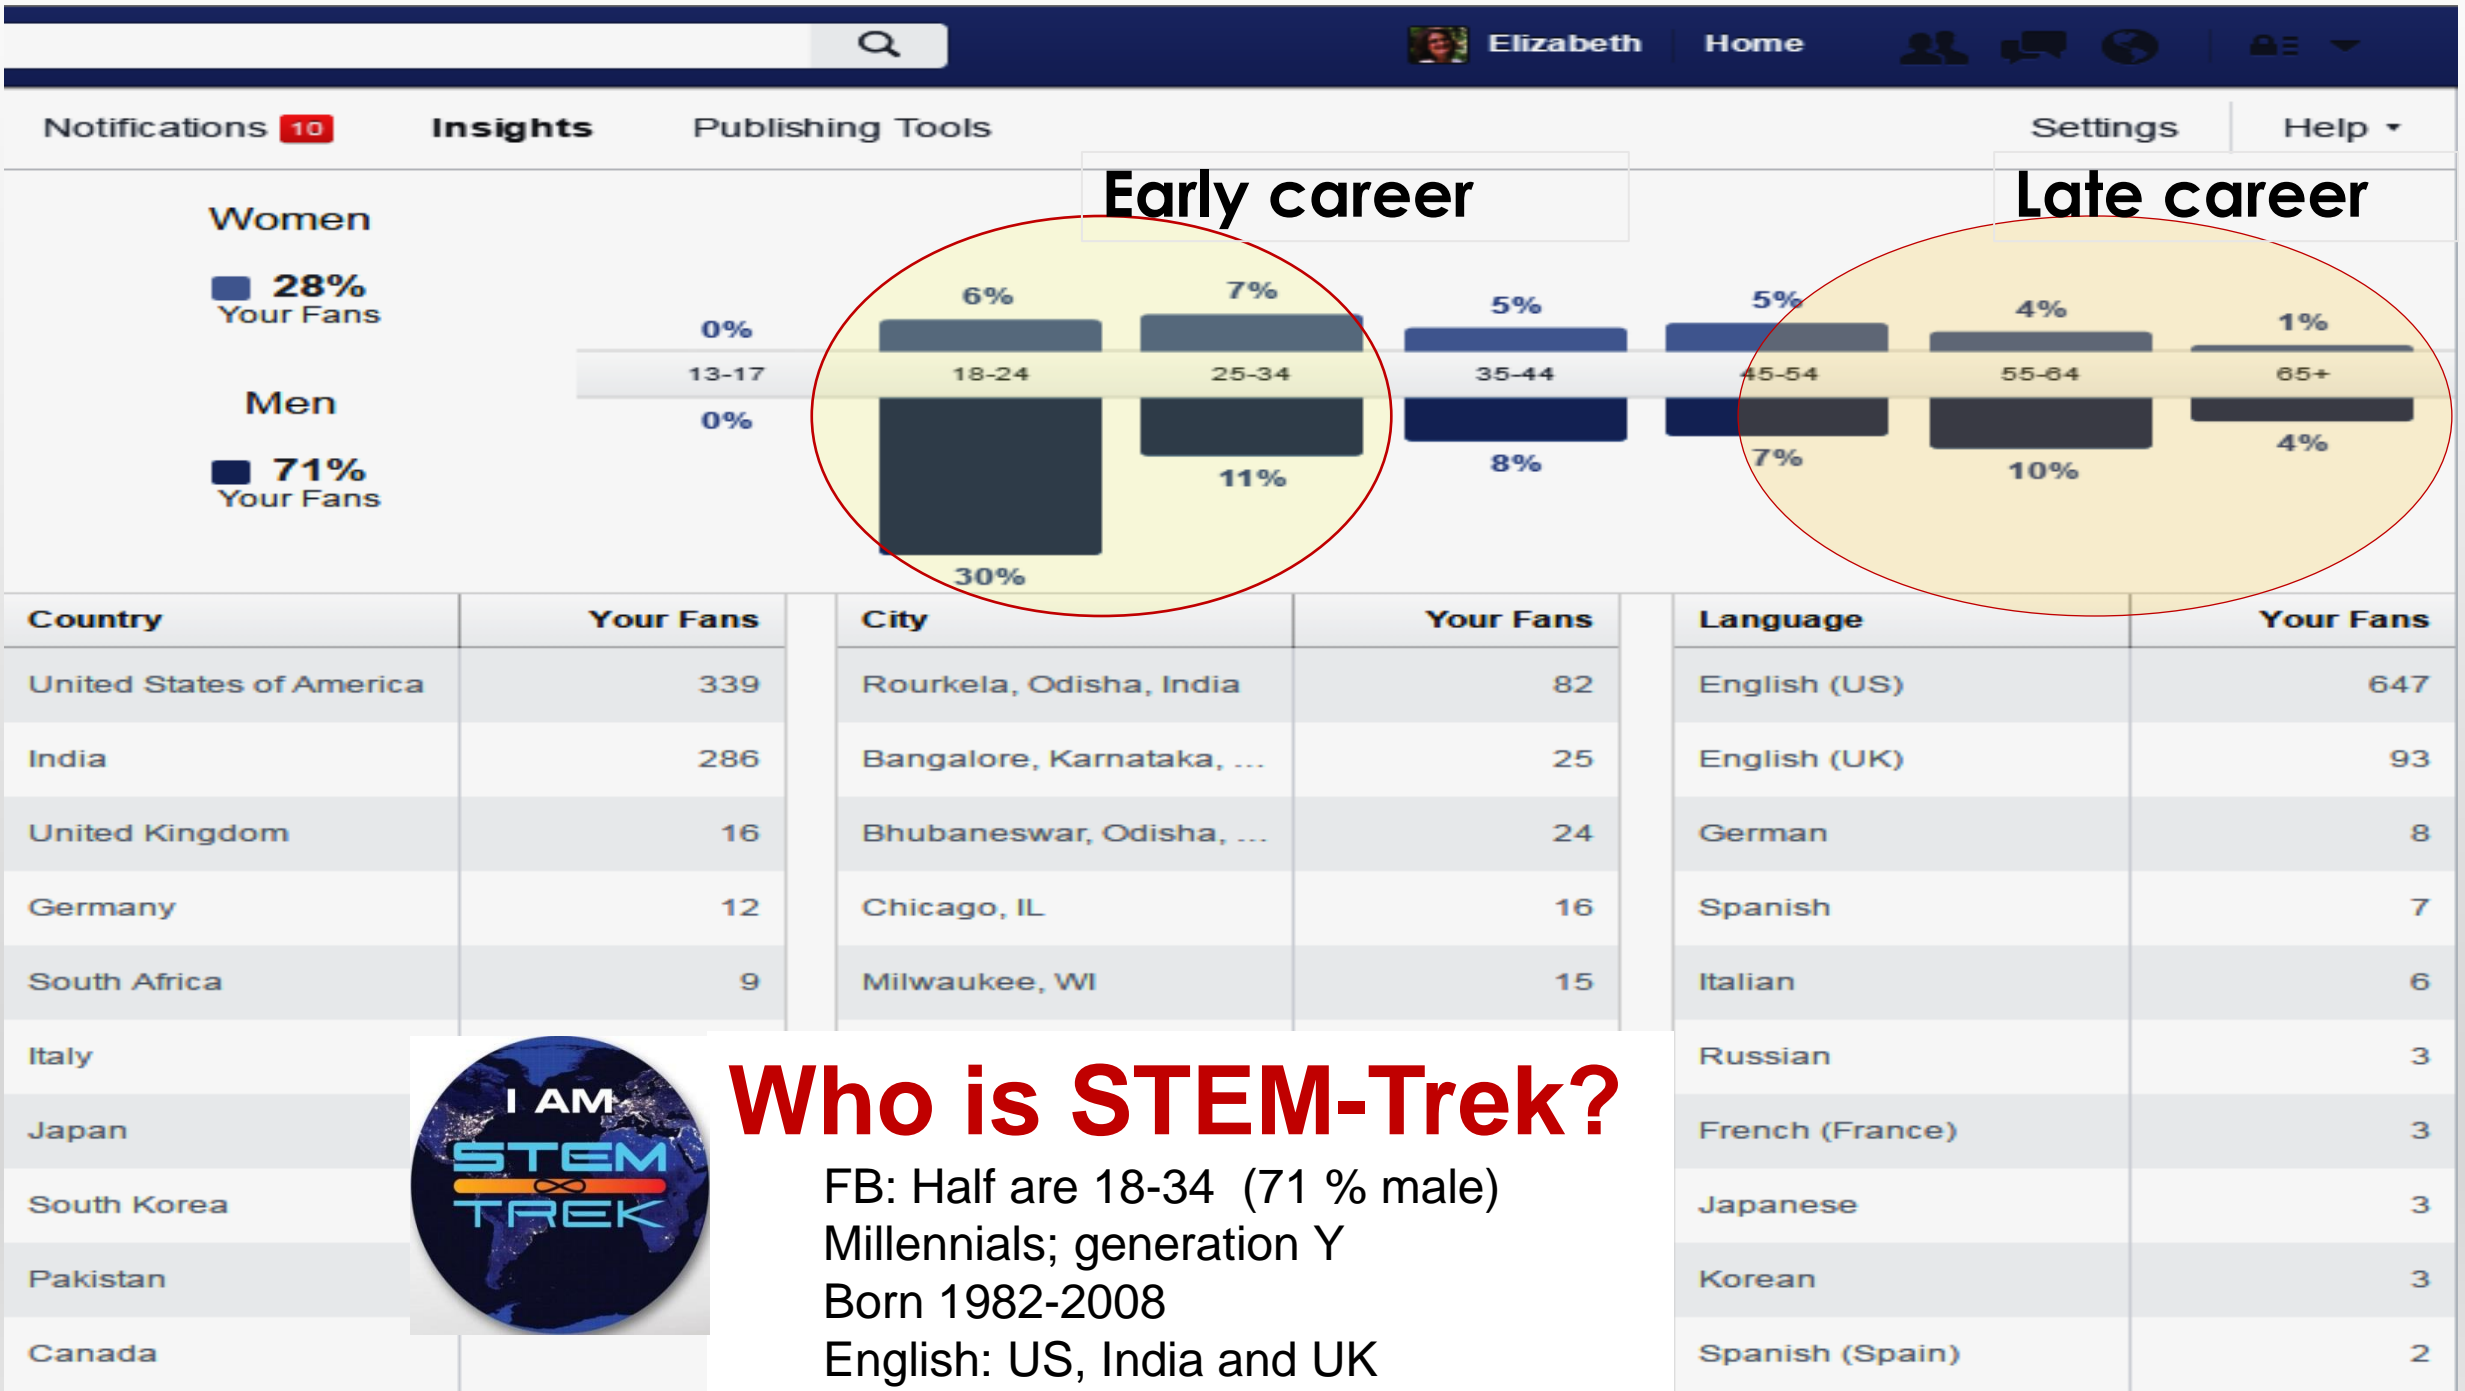 Elizabeth Home
Notifications 10 Insights Publishing Tools Settings Help
Early career Late career
Women
28%
Your Fans
Men
71%
Your Fans
0% 6% 7% 5% 5% 4% 1%
13-17 18-24 25-34 35-44 45-54 55-64 65+
0% 30% 11% 8% 7% 10% 4%
Country Your Fans City Your Fans Language Your Fans
United States of America 339 Rourkela, Odisha, India 82 English (US) 647
India 286 Bangalore, Karnataka, ... 25 English (UK) 93
United Kingdom 16 Bhubaneswar, Odisha, ... 24 German 8
Germany 12 Chicago, IL 16 Spanish 7
South Africa 9 Milwaukee, WI 15 Italian 6
Italy Russian 3
Japan French (France) 3
South Korea Japanese 3
Pakistan Korean 3
Canada Spanish (Spain) 2
I AM
STEM
TREK
Who is STEM-Trek?
FB: Half are 18-34 (71 % male)
Millennials; generation Y
Born 1982-2008
English: US, India and UK